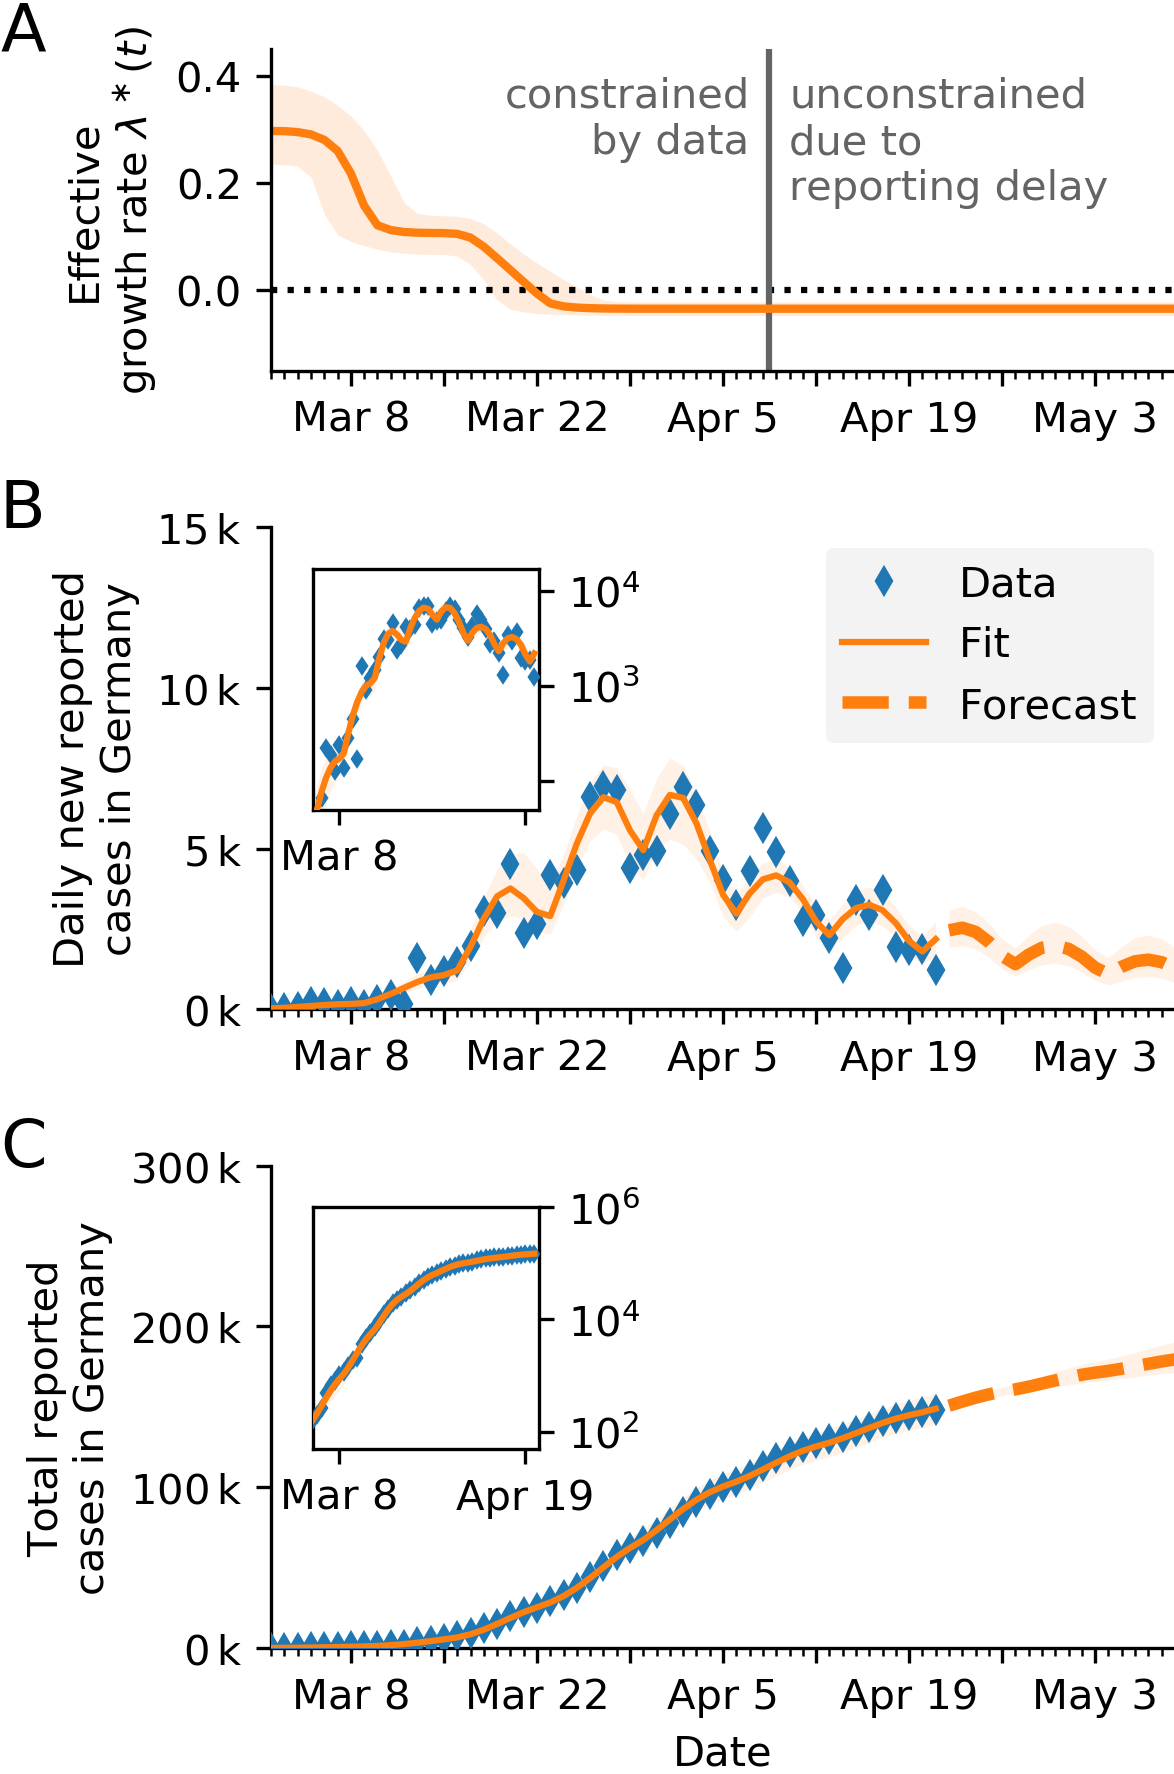 A
Effective
growth rate λ * (t)
0.4
0.2
0.0
constrained
by data
unconstrained
due to
reporting delay
Mar 8 Mar 22 Apr 5 Apr 19 May 3
B
Daily new reported
cases in Germany
15 k
10 k
5 k
0 k
10⁴
10³
Mar 8
Data
Fit
Forecast
Mar 8 Mar 22 Apr 5 Apr 19 May 3
C
Total reported
cases in Germany
300 k
200 k
100 k
0 k
10⁶
10⁴
10²
Mar 8 Apr 19
Mar 8 Mar 22 Apr 5 Apr 19 May 3
Date